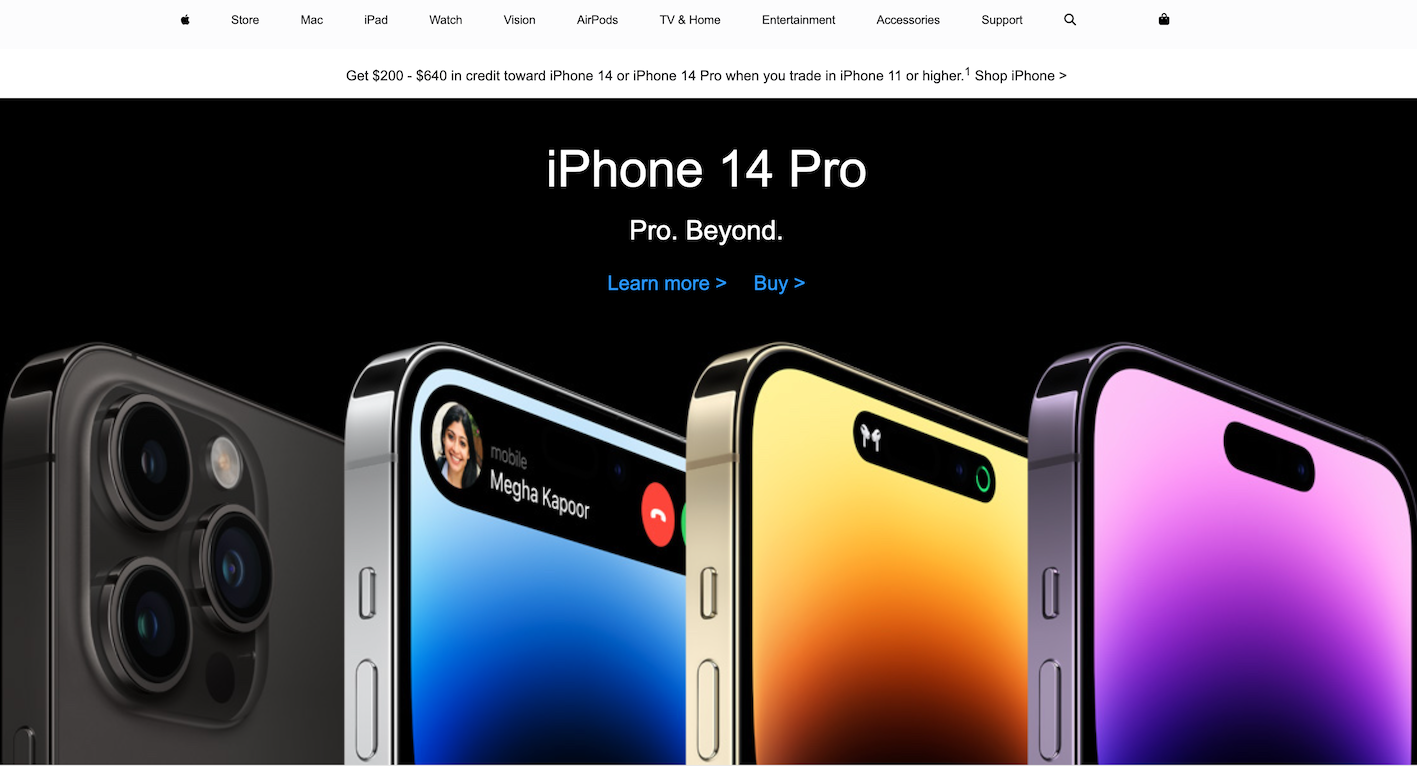 Store Mac iPad Watch Vision AirPods TV & Home Entertainment Accessories Support
Get $200 - $640 in credit toward iPhone 14 or iPhone 14 Pro when you trade in iPhone 11 or higher.1 Shop iPhone >
iPhone 14 Pro
Pro. Beyond.
Learn more > Buy >
mobile
Megha Kapoor